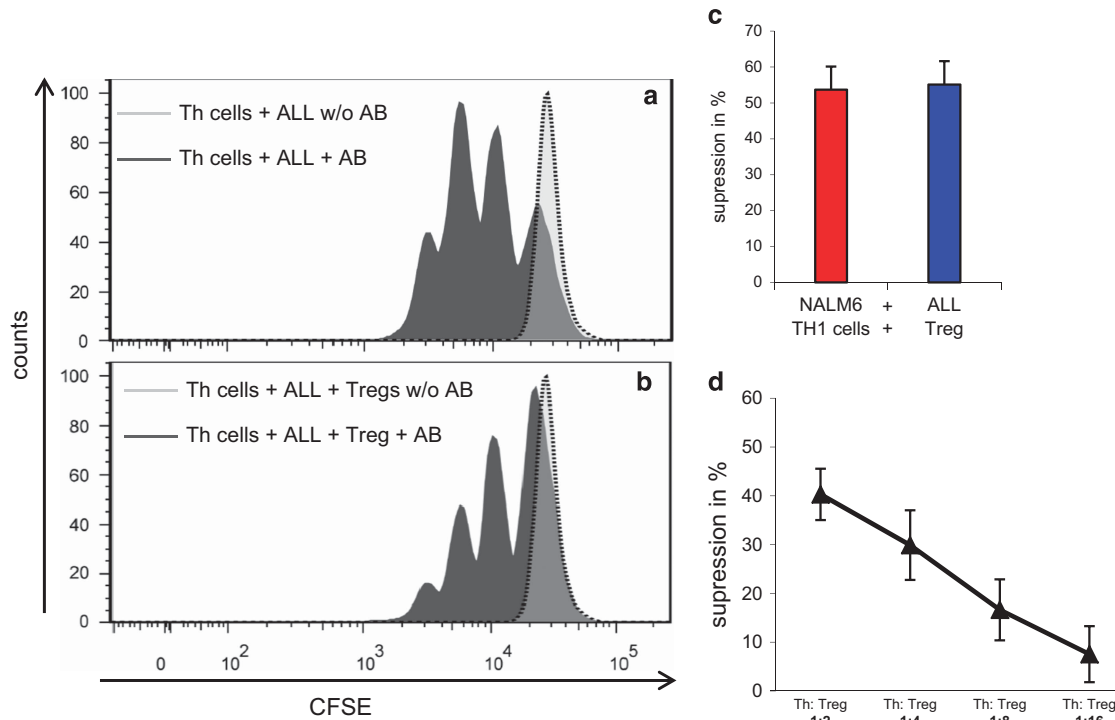 a
Th cells + ALL w/o AB
Th cells + ALL + AB
100
80
60
40
20
0
b
Th cells + ALL + Tregs w/o AB
Th cells + ALL + Treg + AB
100
80
60
40
20
0
counts
0 10² 10³ 10⁴ 10⁵
CFSE
c
70
60
50
40
30
20
10
0
supression in %
NALM6 + ALL
TH1 cells + Treg
d
60
50
40
30
20
10
0
supression in %
Th: Treg Th: Treg Th: Treg Th: Treg